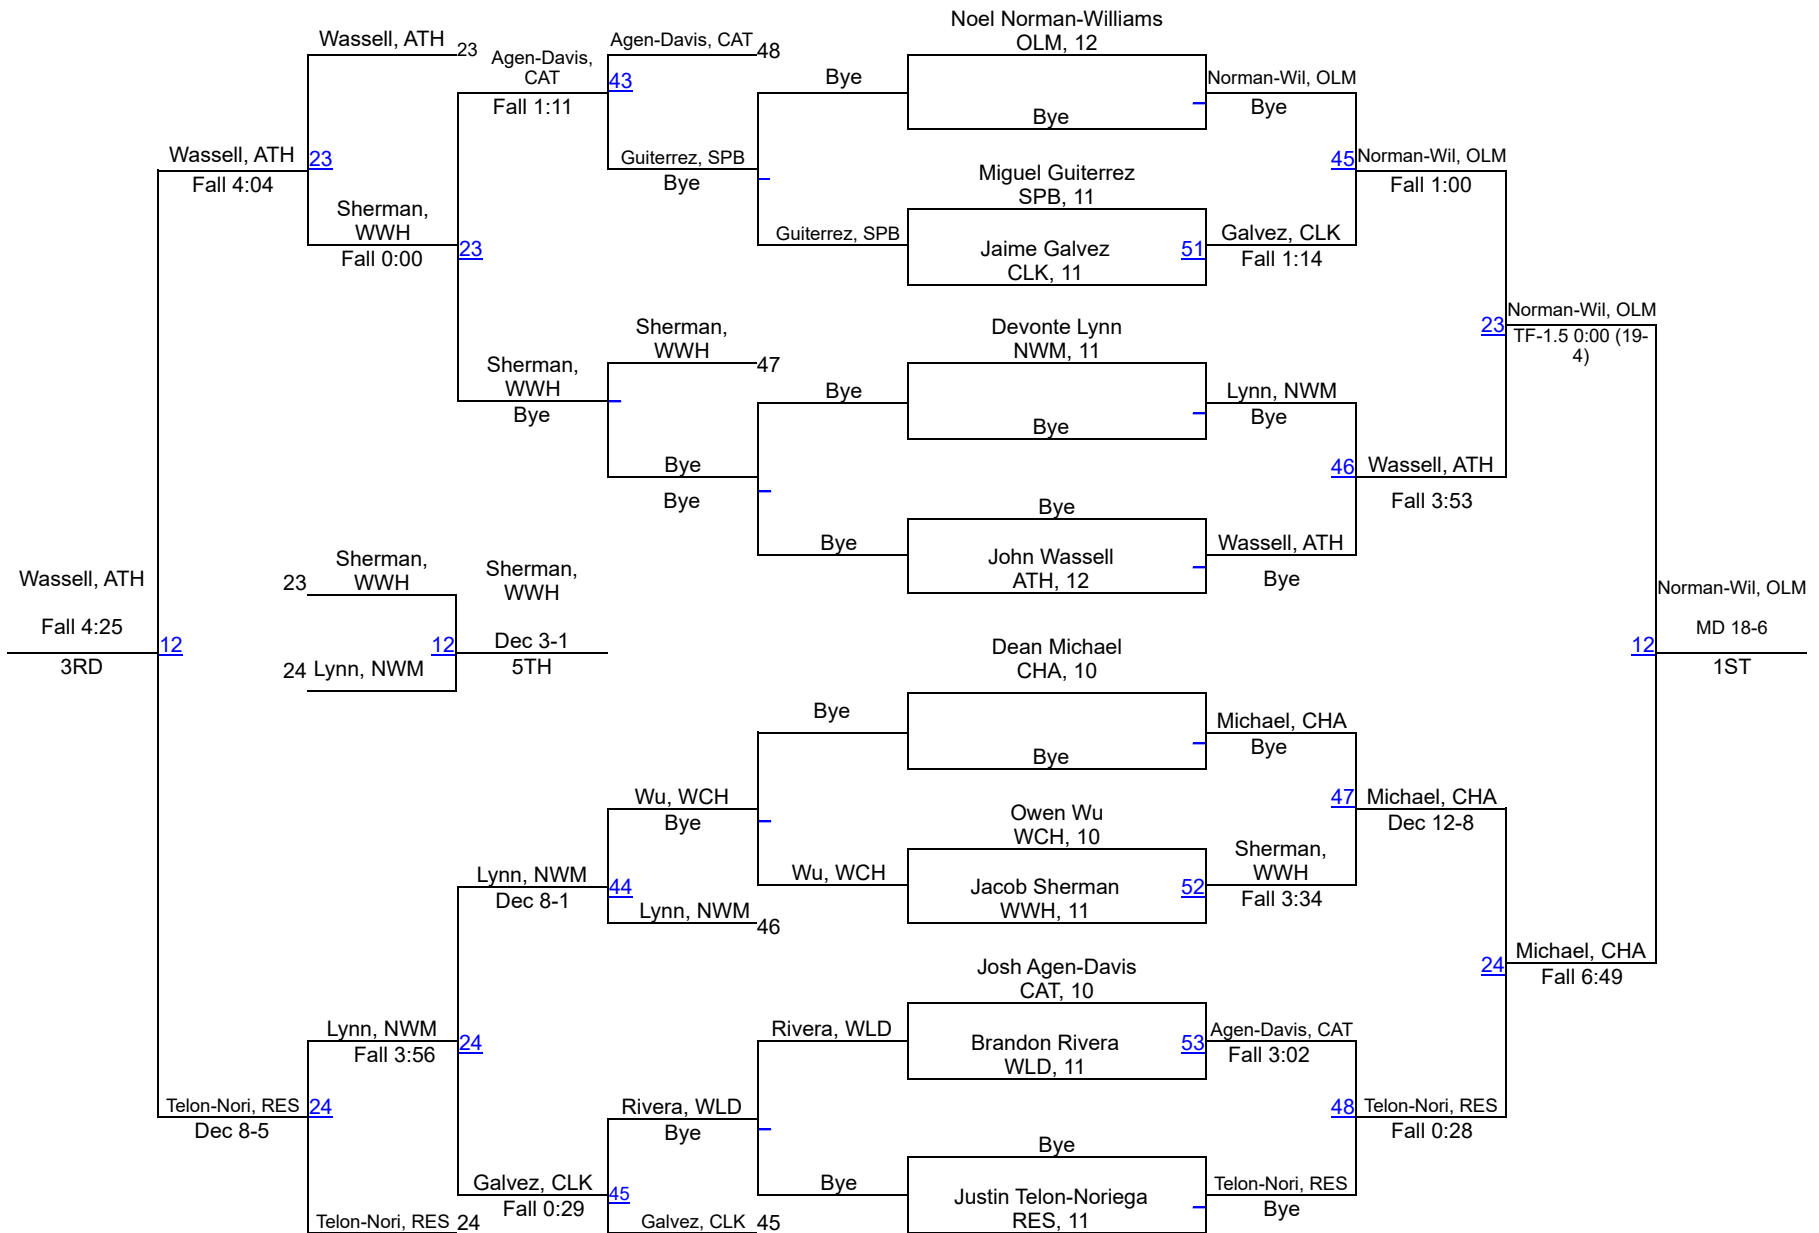 Noel Norman-Williams
OLM, 12
Bye
Miguel Guiterrez
SPB, 11
Jaime Galvez
CLK, 11
51
Devonte Lynn
NWM, 11
Bye
Bye
John Wassell
ATH, 12
Dean Michael
CHA, 10
Bye
Owen Wu
WCH, 10
Jacob Sherman
WWH, 11
52
Josh Agen-Davis
CAT, 10
Brandon Rivera
WLD, 11
53
Bye
Justin Telon-Noriega
RES, 11
Norman-Wil, OLM
Bye
45
Galvez, CLK
Fall 1:14
Lynn, NWM
Bye
46
Wassell, ATH
Bye
Michael, CHA
Bye
47
Sherman,
WWH
Fall 3:34
Agen-Davis, CAT
Fall 3:02
48
Telon-Nori, RES
Bye
Norman-Wil, OLM
Fall 1:00
23
Wassell, ATH
Fall 3:53
Michael, CHA
Dec 12-8
24
Telon-Nori, RES
Fall 0:28
Norman-Wil, OLM
TF-1.5 0:00 (19-
4)
12
Michael, CHA
Fall 6:49
Norman-Wil, OLM
MD 18-6
1ST
Bye
Guiterrez, SPB
Bye
Bye
Bye
Wu, WCH
Rivera, WLD
Bye
Agen-Davis, CAT
48
43
Guiterrez, SPB
Bye
Sherman,
WWH
47
Bye
Bye
Wu, WCH
Bye
44
Lynn, NWM
46
Rivera, WLD
Bye
45
Galvez, CLK
45
Agen-Davis,
CAT
Fall 1:11
23
Sherman,
WWH
Bye
Lynn, NWM
Dec 8-1
24
Galvez, CLK
Fall 0:29
Wassell, ATH
23
23
Sherman,
WWH
Fall 0:00
Lynn, NWM
Fall 3:56
24
Telon-Nori, RES
24
Wassell, ATH
Fall 4:04
12
Telon-Nori, RES
Dec 8-5
Wassell, ATH
Fall 4:25
3RD
23
Sherman,
WWH
24
Lynn, NWM
12
Sherman,
WWH
Dec 3-1
5TH